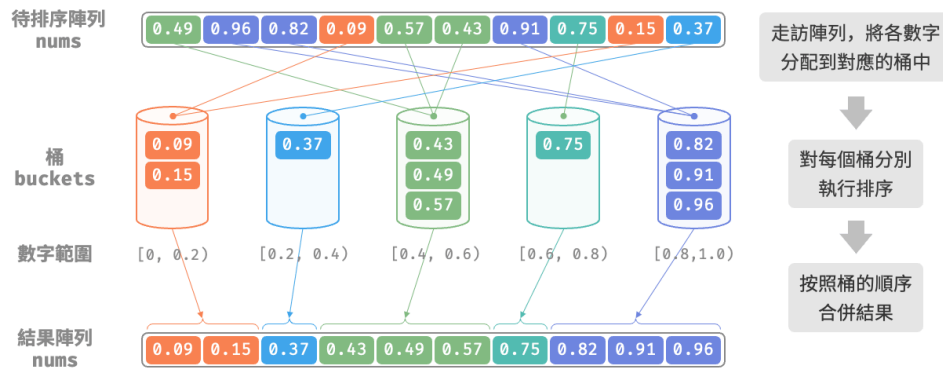 待排序陣列
nums
0.49 0.96 0.82 0.09 0.57 0.43 0.91 0.75 0.15 0.37
走訪陣列，將各數字
分配到對應的桶中
桶
buckets
0.09
0.15
0.37
0.43
0.49
0.57
0.75
0.82
0.91
0.96
對每個桶分別
執行排序
數字範圍
[0, 0.2) [0.2, 0.4) [0.4, 0.6) [0.6, 0.8) [0.8,1.0)
按照桶的順序
合併結果
結果陣列
nums
0.09 0.15 0.37 0.43 0.49 0.57 0.75 0.82 0.91 0.96